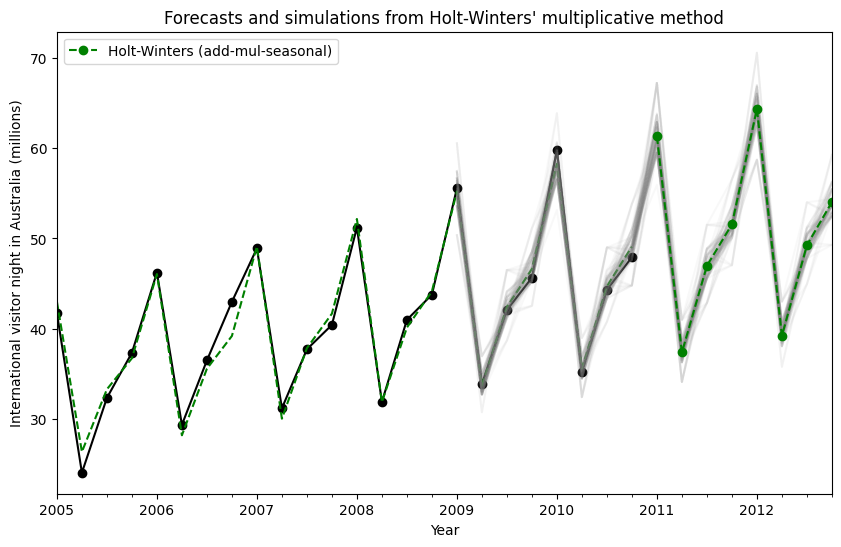 Forecasts and simulations from Holt-Winters' multiplicative method
Holt-Winters (add-mul-seasonal)
International visitor night in Australia (millions)
70
60
50
40
30
2005 2006 2007 2008 2009 2010 2011 2012
Year